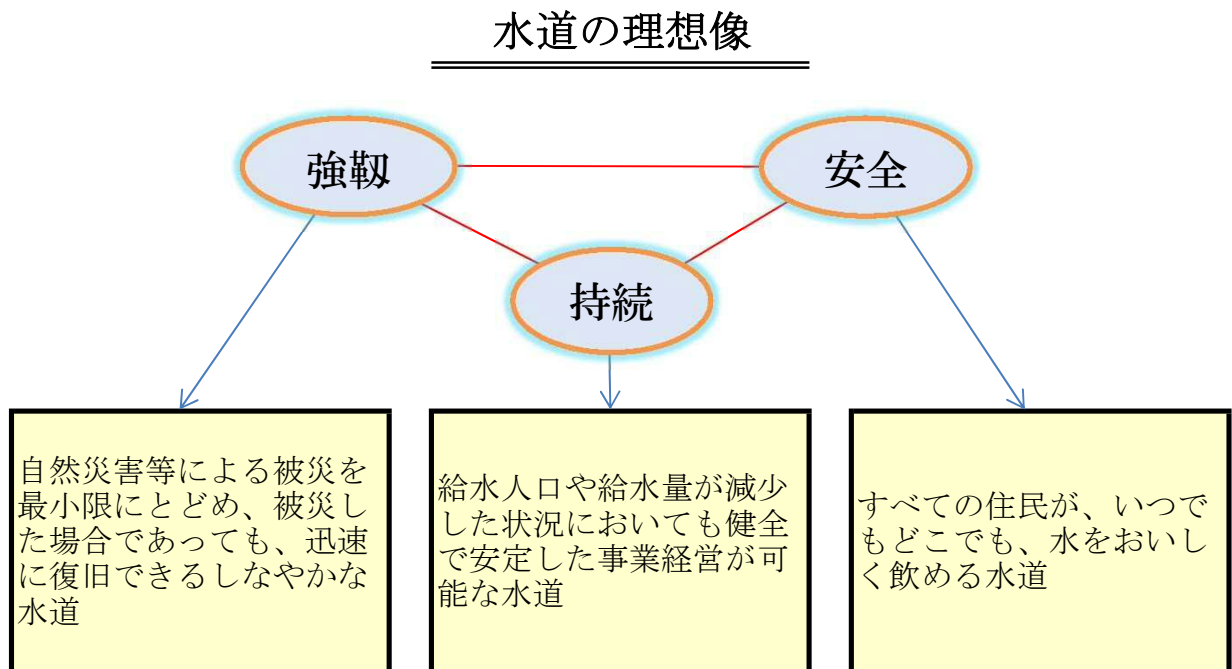 水道の理想像
強靱
安全
持続
自然災害等による被災を
最小限にとどめ、被災し
た場合であっても、迅速
に復旧できるしなやかな
水道
給水人口や給水量が減少
した状況においても健全
で安定した事業経営が可
能な水道
すべての住民が、いつで
もどこでも、水をおいし
く飲める水道